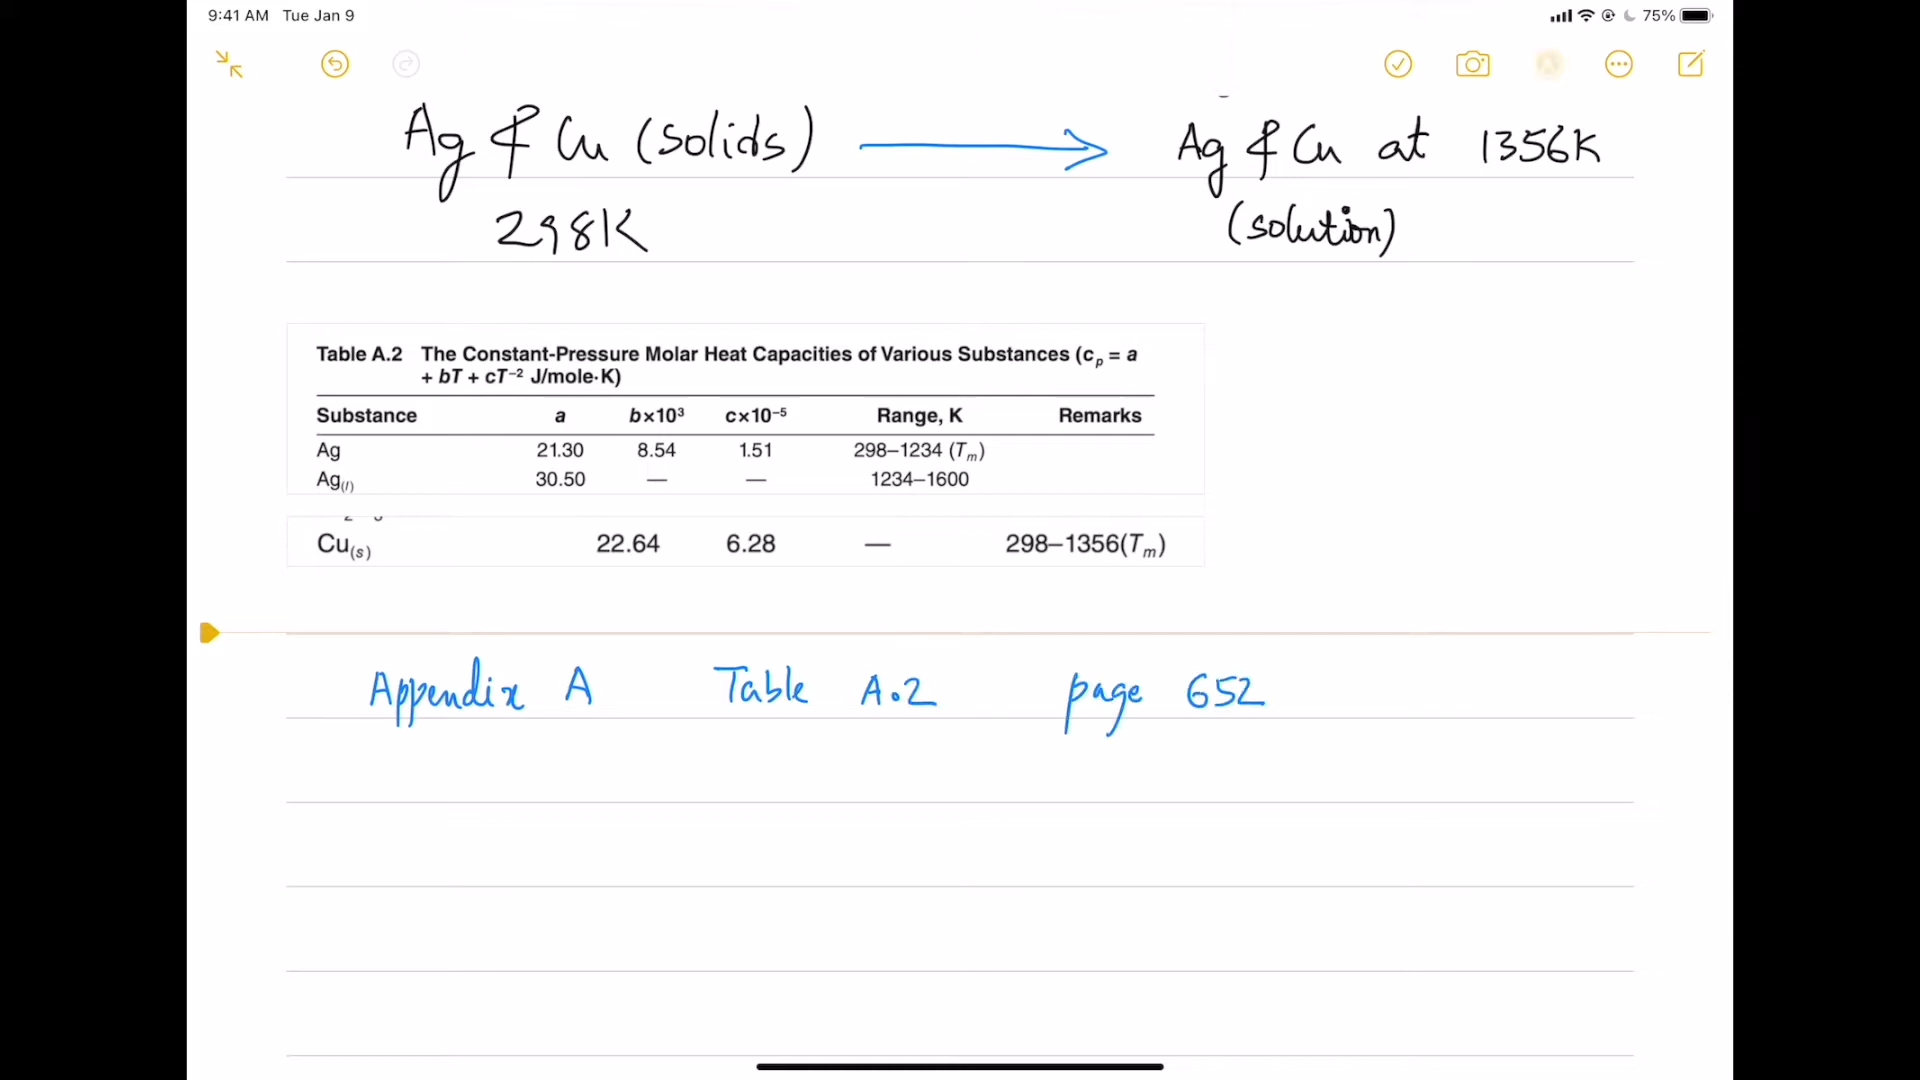 9:41 AM Tue Jan 9
75%
Ag & Cu (solids) → Ag & Cu at 1356K
298K (solution)
Table A.2 The Constant-Pressure Molar Heat Capacities of Various Substances (cₚ = a
+ bT + cT⁻² J/mole·K)
Substance a b×10³ c×10⁻⁵ Range, K Remarks
Ag 21.30 8.54 1.51 298–1234 (Tₘ)
Ag(l) 30.50 — — 1234–1600
Cu(s) 22.64 6.28 — 298–1356(Tₘ)
Appendix A Table A.2 page 652